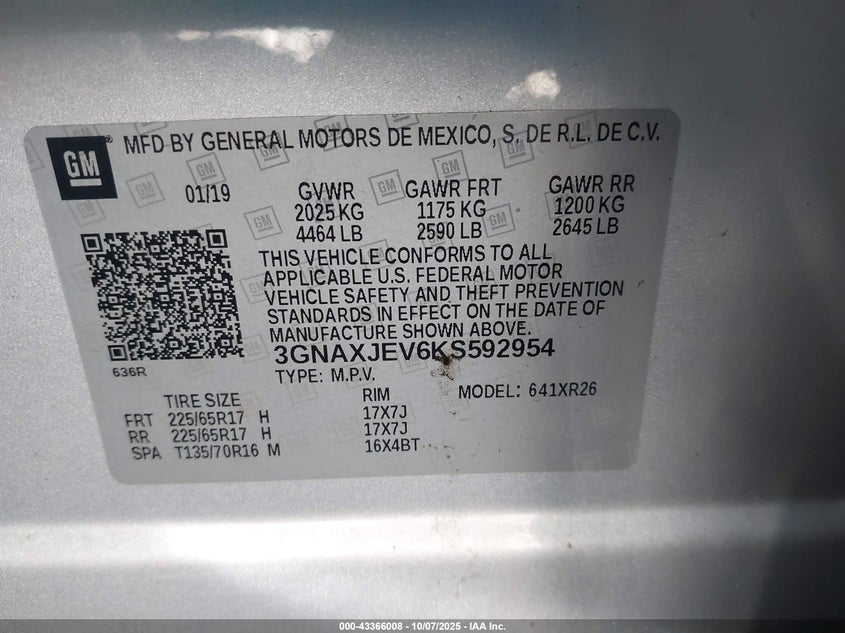 GM
MFD BY GENERAL MOTORS DE MEXICO, S. DE R.L. DE C.V.
01/19 GVWR GAWR FRT GAWR RR
2025 KG 1175 KG 1200 KG
4464 LB 2590 LB 2645 LB
THIS VEHICLE CONFORMS TO ALL
APPLICABLE U.S. FEDERAL MOTOR
VEHICLE SAFETY AND THEFT PREVENTION
STANDARDS IN EFFECT ON THE DATE OF
MANUFACTURE SHOWN ABOVE.
3GNAXJEV6KS592954
636R
TYPE: M.P.V. MODEL: 641XR26
TIRE SIZE RIM
FRT 225/65R17 H 17X7J
RR 225/65R17 H 17X7J
SPA T135/70R16 M 16X4BT
000-43366008 | 10/07/2025 - IAA Inc.